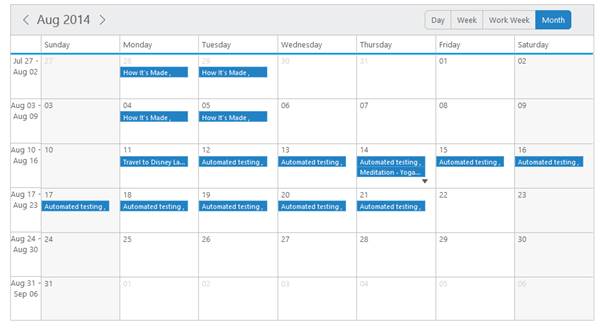 Aug 2014
Day Week Work Week Month
Sunday Monday Tuesday Wednesday Thursday Friday Saturday
Jul 27 - 27 28 29 30 31 01 02
Aug 02 How It's Made , How It's Made ,
Aug 03 - 03 04 05 06 07 08 09
Aug 09 How It's Made , How It's Made ,
Aug 10 - 10 11 12 13 14 15 16
Aug 16 Travel to Disney La... Automated testing , Automated testing , Automated testing , Automated testing , Automated testing ,
Meditation - Yoga...
Aug 17 - 17 18 19 20 21 22 23
Aug 23 Automated testing , Automated testing , Automated testing , Automated testing , Automated testing ,
Aug 24 - 24 25 26 27 28 29 30
Aug 30
Aug 31 - 31 01 02 03 04 05 06
Sep 06